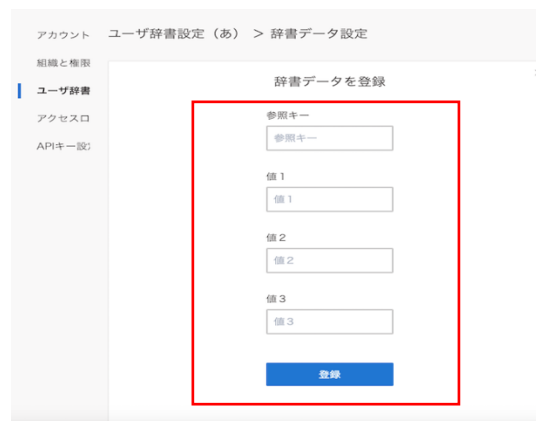 ユーザ辞書設定（あ） > 辞書データ設定
アカウント
組織と権限
ユーザ辞書
アクセスロ
APIキー設
辞書データを登録
参照キー
参照キー
値1
値1
値2
値2
値3
値3
登録